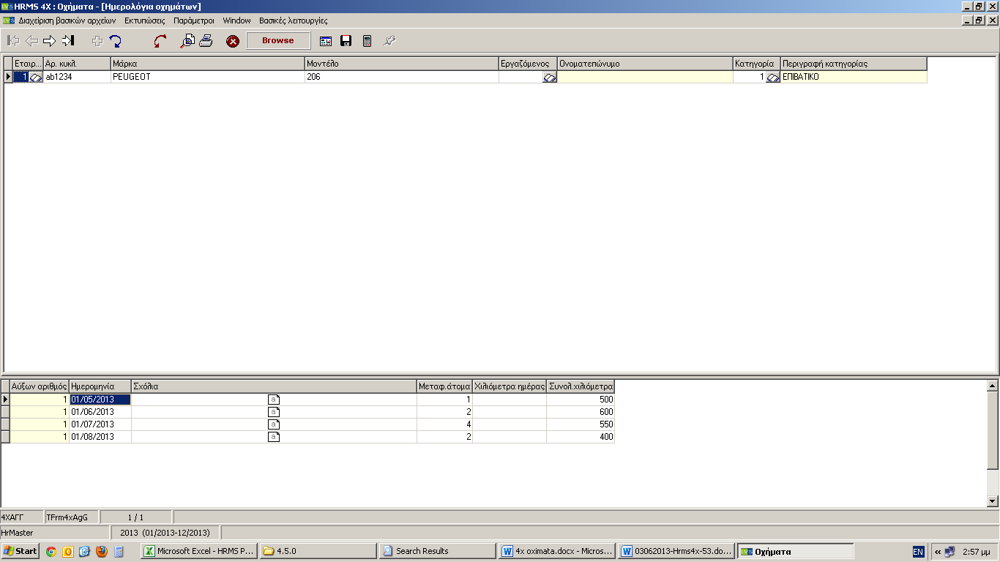 HRMS 4X : Οχήματα - [Ημερολόγια οχημάτων]
Διαχείριση βασικών αρχείων Εκτυπώσεις Παράμετροι Window Βασικές λειτουργίες
Browse
Εταιρ... Αρ. κυκλ. Μάρκα Μοντέλο Εργαζόμενος Ονοματεπώνυμο Κατηγορία Περιγραφή κατηγορίας
1 ab1234 PEUGEOT 206 1 ΕΠΙΒΑΤΙΚΟ
Αύξων αριθμός Ημερομηνία Σχόλια Μεταφ.άτομα Χιλιόμετρα ημέρας Συνολ.χιλιόμετρα
1 01/05/2013 a 1 500
1 01/06/2013 a 2 600
1 01/07/2013 a 4 550
1 01/08/2013 a 2 400
4ΧΑΓΓ TFrm4xAgG 1 / 1
HrMaster 2013 (01/2013-12/2013)
Start Microsoft Excel - HRMS P... 4.5.0 Search Results 4x oximata.docx - Micros... 03062013-Hrms4x-53.do... Οχήματα EN « 2:57 μμ